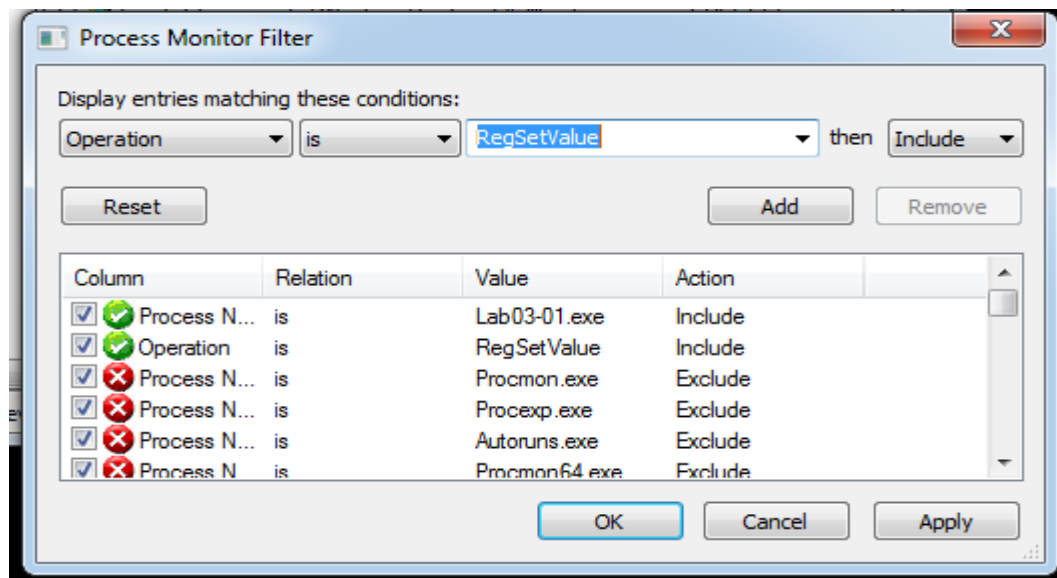 Process Monitor Filter
Display entries matching these conditions:
Operation is RegSetValue then Include
Reset Add Remove
Column Relation Value Action
Process N... is Lab03-01.exe Include
Operation is RegSetValue Include
Process N... is Procmon.exe Exclude
Process N... is Procexp.exe Exclude
Process N... is Autoruns.exe Exclude
Process N is Procmon64.exe Exclude
OK Cancel Apply